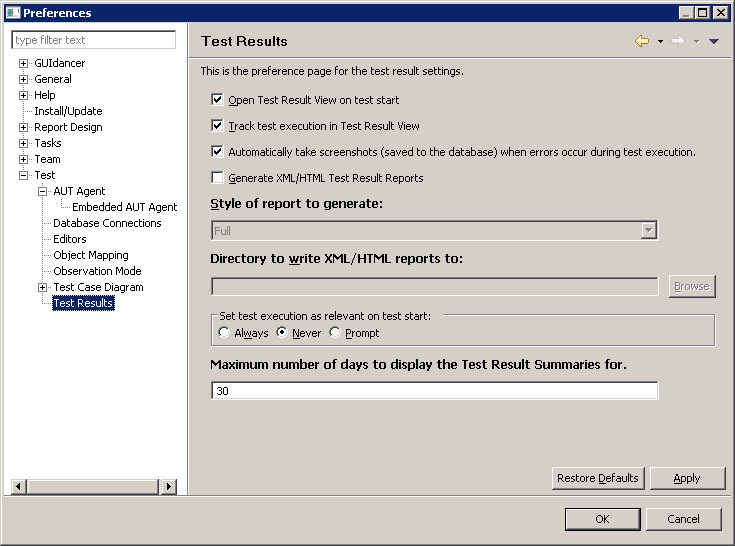 Preferences
type filter text
GUIdancer
General
Help
Install/Update
Report Design
Tasks
Team
Test
AUT Agent
Embedded AUT Agent
Database Connections
Editors
Object Mapping
Observation Mode
Test Case Diagram
Test Results
Test Results
This is the preference page for the test result settings.
Open Test Result View on test start
Track test execution in Test Result View
Automatically take screenshots (saved to the database) when errors occur during test execution.
Generate XML/HTML Test Result Reports
Style of report to generate:
Full
Directory to write XML/HTML reports to:
Browse
Set test execution as relevant on test start:
Always Never Prompt
Maximum number of days to display the Test Result Summaries for.
30
Restore Defaults Apply
OK Cancel